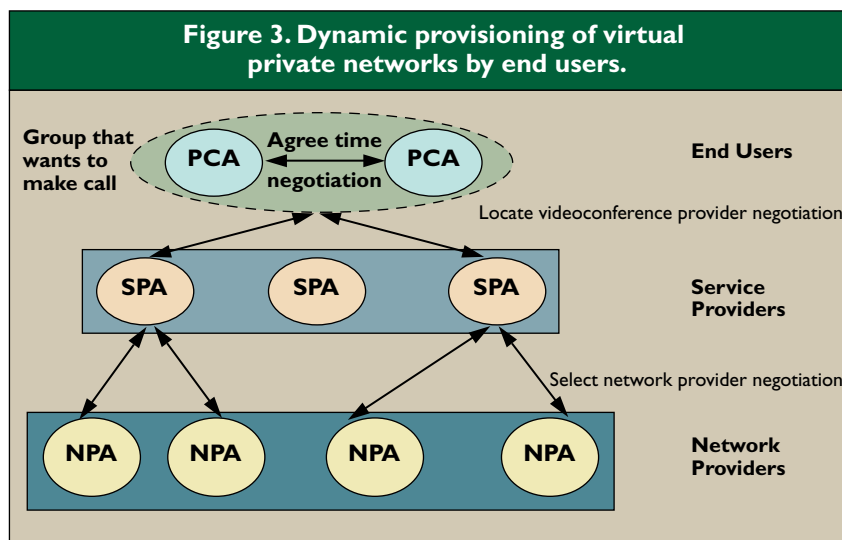 Figure 3. Dynamic provisioning of virtual
private networks by end users.
Group that
wants to
make call
PCA
Agree time
negotiation
PCA
End Users
Locate videoconference provider negotiation
SPA
SPA
SPA
Service
Providers
Select network provider negotiation
NPA
NPA
NPA
NPA
Network
Providers